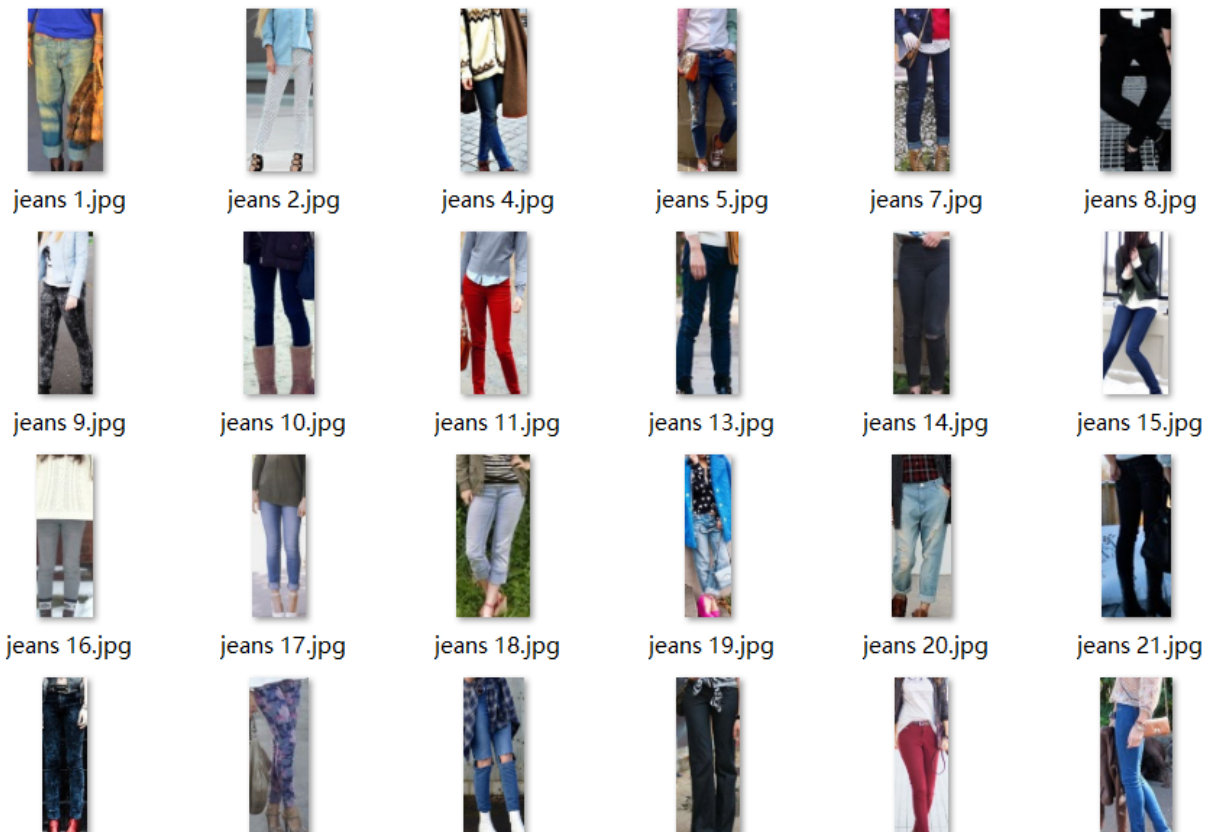 jeans 1.jpg
jeans 2.jpg
jeans 4.jpg
jeans 5.jpg
jeans 7.jpg
jeans 8.jpg
jeans 9.jpg
jeans 10.jpg
jeans 11.jpg
jeans 13.jpg
jeans 14.jpg
jeans 15.jpg
jeans 16.jpg
jeans 17.jpg
jeans 18.jpg
jeans 19.jpg
jeans 20.jpg
jeans 21.jpg